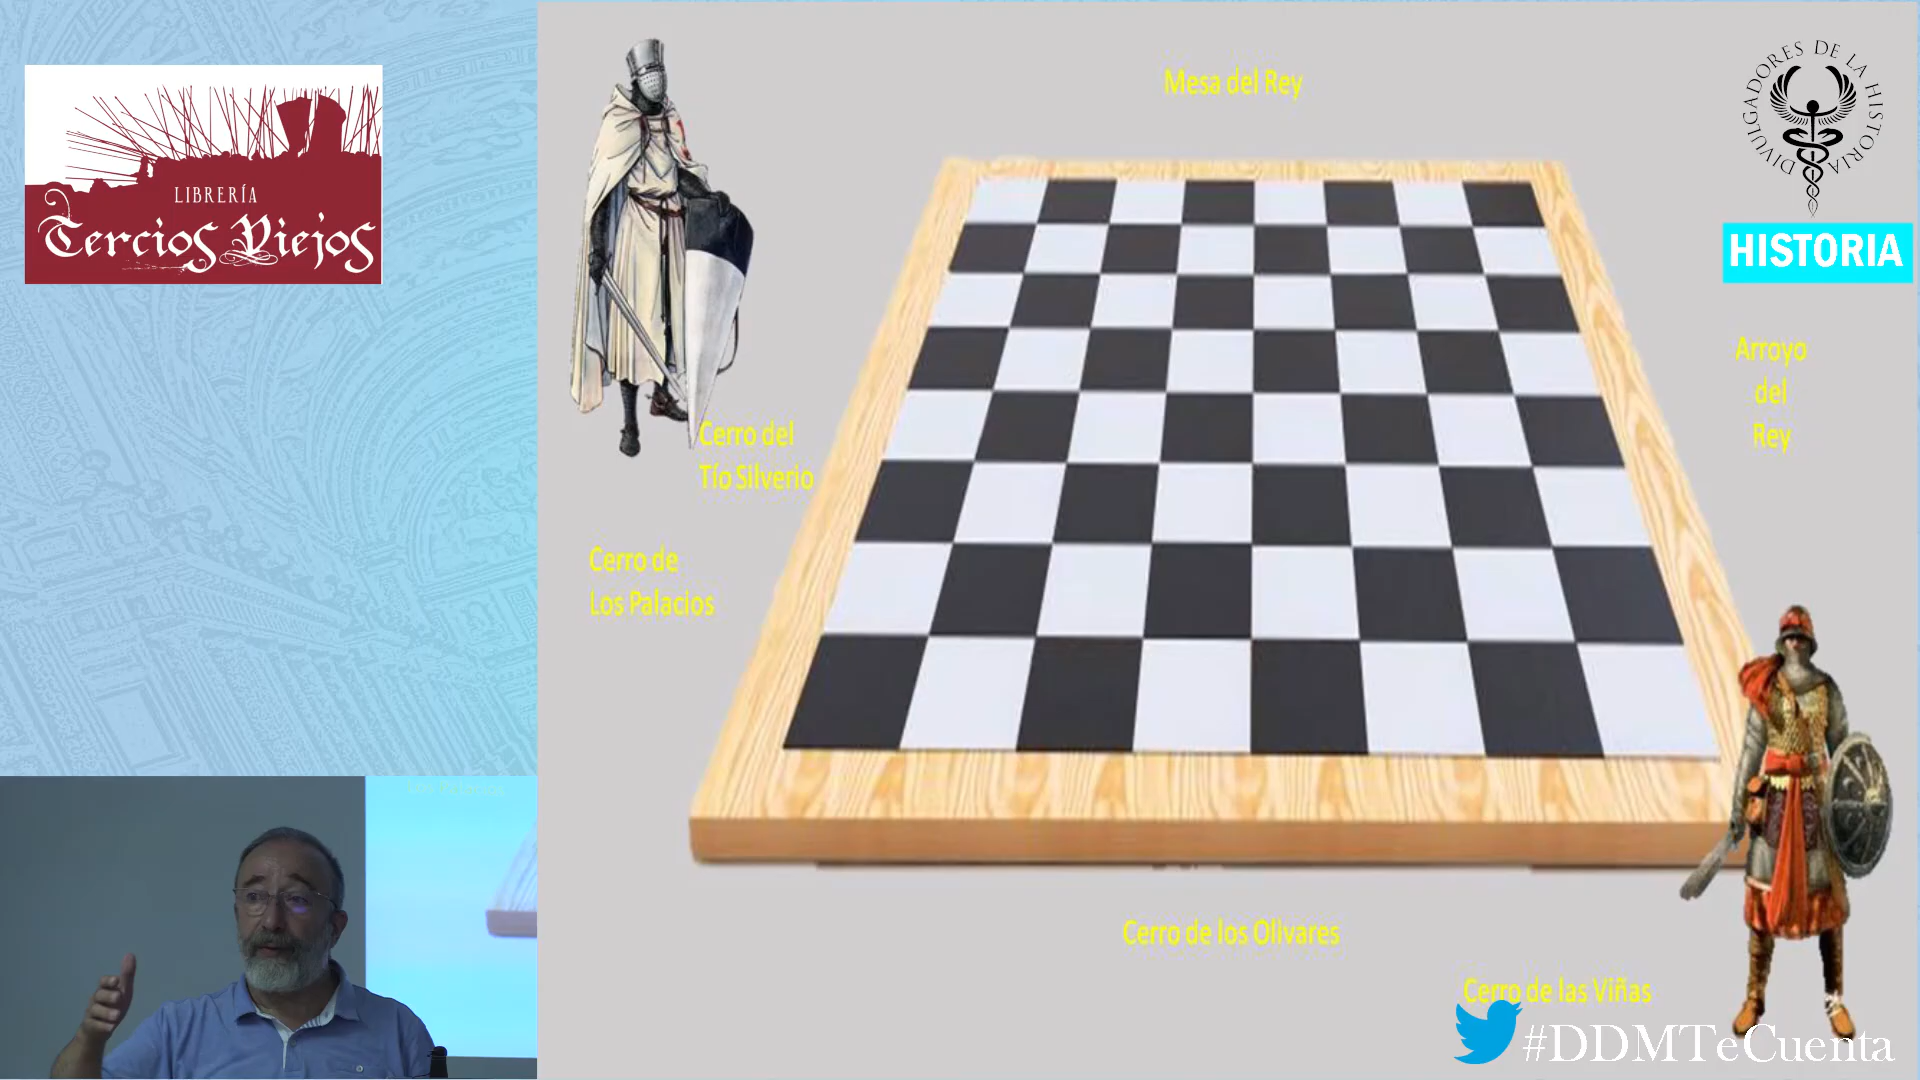 LIBRERÍA
Tercios Viejos
Mesa del Rey
DIVULGADORES DE LA HISTORIA
HISTORIA
Arroyo
del
Rey
Cerro del
Tío Silverio
Cerro de
Los Palacios
Cerro de los Olivares
Cerro de las Viñas
#DDMTeCuenta